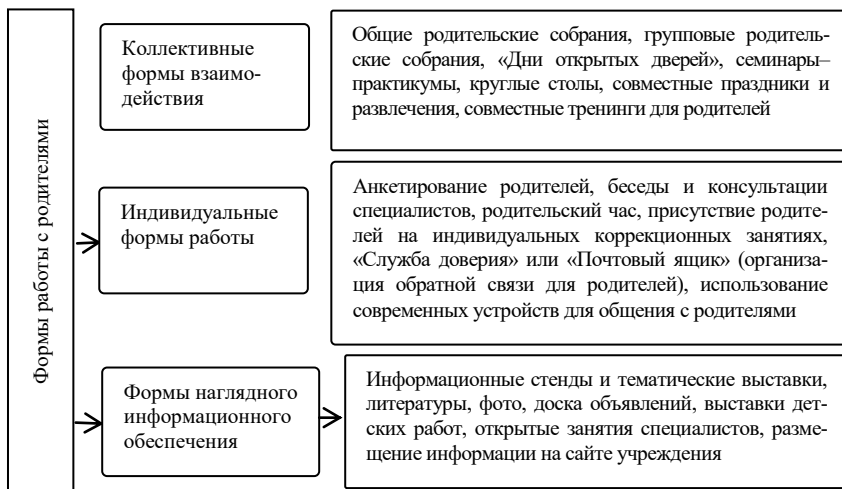 Формы работы с родителями
Коллективные
формы взаимо-
действия
Общие родительские собрания, групповые родитель-
ские собрания, «Дни открытых дверей», семинары–
практикумы, круглые столы, совместные праздники и
развлечения, совместные тренинги для родителей
Индивидуальные
формы работы
Анкетирование родителей, беседы и консультации
специалистов, родительский час, присутствие родите-
лей на индивидуальных коррекционных занятиях,
«Служба доверия» или «Почтовый ящик» (организа-
ция обратной связи для родителей), использование
современных устройств для общения с родителями
Формы наглядного
информационного
обеспечения
Информационные стенды и тематические выставки,
литературы, фото, доска объявлений, выставки дет-
ских работ, открытые занятия специалистов, разме-
щение информации на сайте учреждения